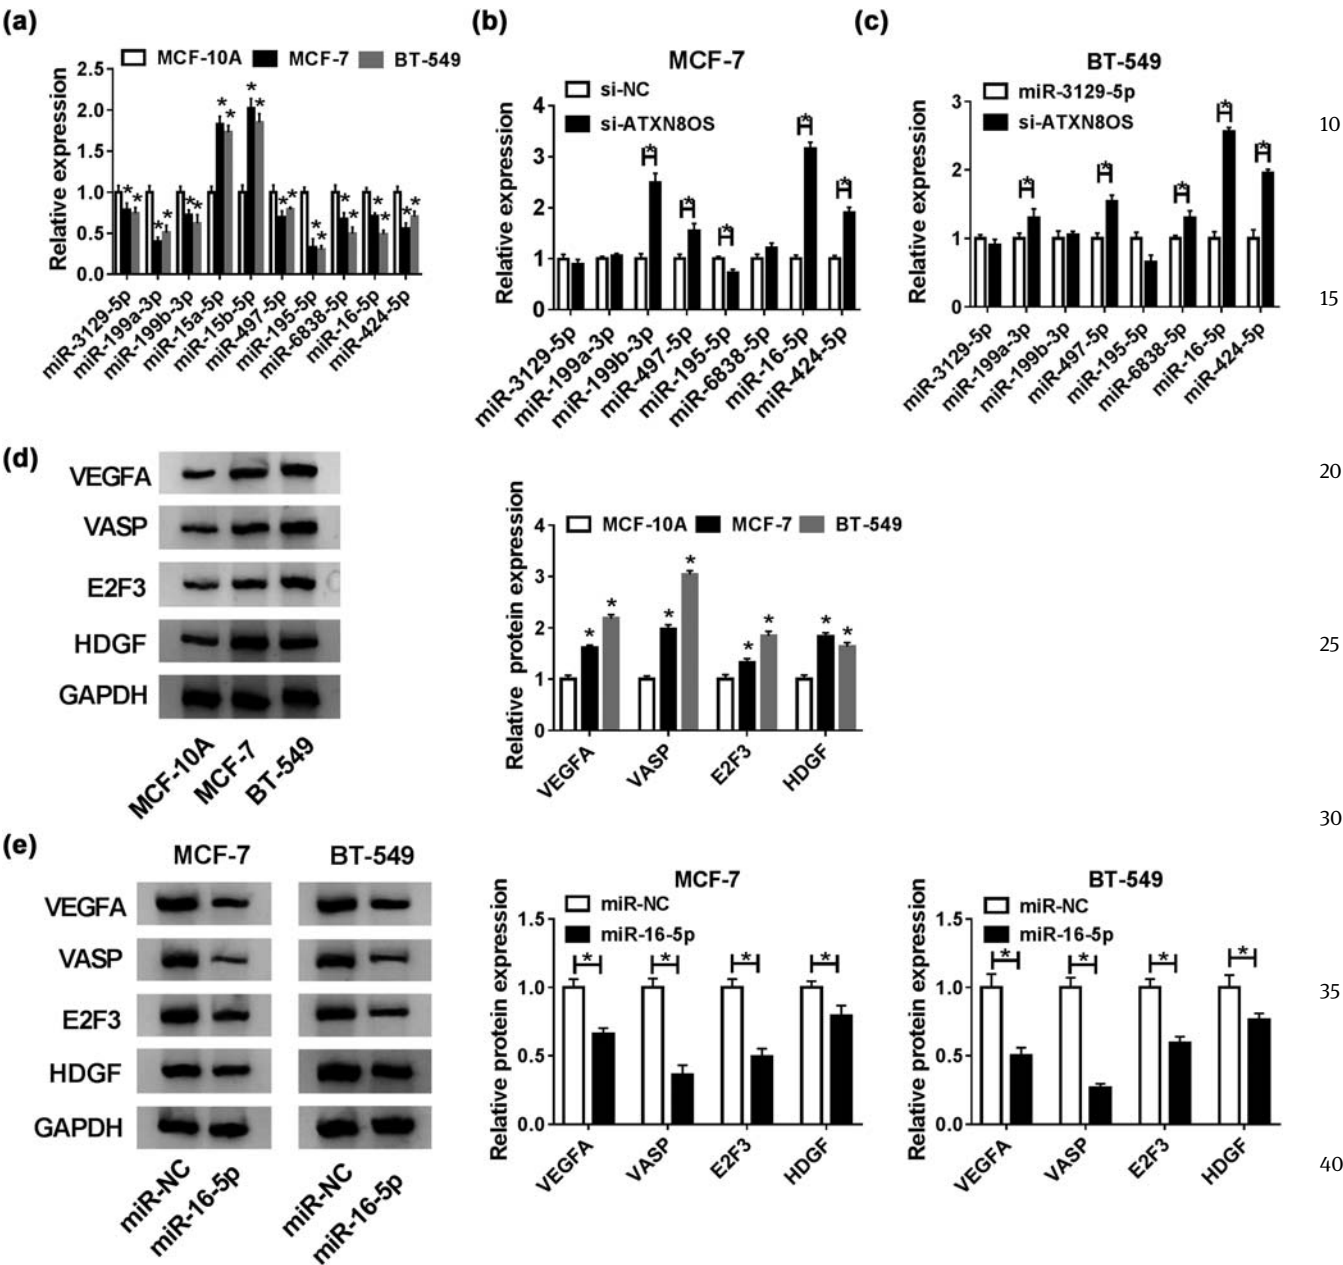 (a)
MCF-10A MCF-7 BT-549
Relative expression
2.5
2.0
1.5
1.0
0.5
0.0
* * * * * * * * * * * * * * * * * * * *
miR-3129-5p
miR-199a-3p
miR-199b-3p
miR-15a-5p
miR-15b-5p
miR-497-5p
miR-195-5p
miR-6838-5p
miR-16-5p
miR-424-5p
(b)
MCF-7
si-NC
si-ATXN8OS
Relative expression
4
3
2
1
0
* * * * *
miR-3129-5p
miR-199a-3p
miR-199b-3p
miR-497-5p
miR-195-5p
miR-6838-5p
miR-16-5p
miR-424-5p
(c)
BT-549
miR-3129-5p
si-ATXN8OS
Relative expression
3
2
1
0
* * * * *
miR-3129-5p
miR-199a-3p
miR-199b-3p
miR-497-5p
miR-195-5p
miR-6838-5p
miR-16-5p
miR-424-5p
10
15
(d)
VEGFA
VASP
E2F3
HDGF
GAPDH
MCF-10A
MCF-7
BT-549
MCF-10A MCF-7 BT-549
Relative protein expression
4
3
2
1
0
* * * * * * * *
VEGFA
VASP
E2F3
HDGF
20
25
30
(e)
MCF-7 BT-549
VEGFA
VASP
E2F3
HDGF
GAPDH
miR-NC
miR-16-5p
miR-NC
miR-16-5p
MCF-7
miR-NC
miR-16-5p
Relative protein expression
1.5
1.0
0.5
0.0
* * * *
VEGFA
VASP
E2F3
HDGF
BT-549
miR-NC
miR-16-5p
Relative protein expression
1.5
1.0
0.5
0.0
* * * *
VEGFA
VASP
E2F3
HDGF
35
40